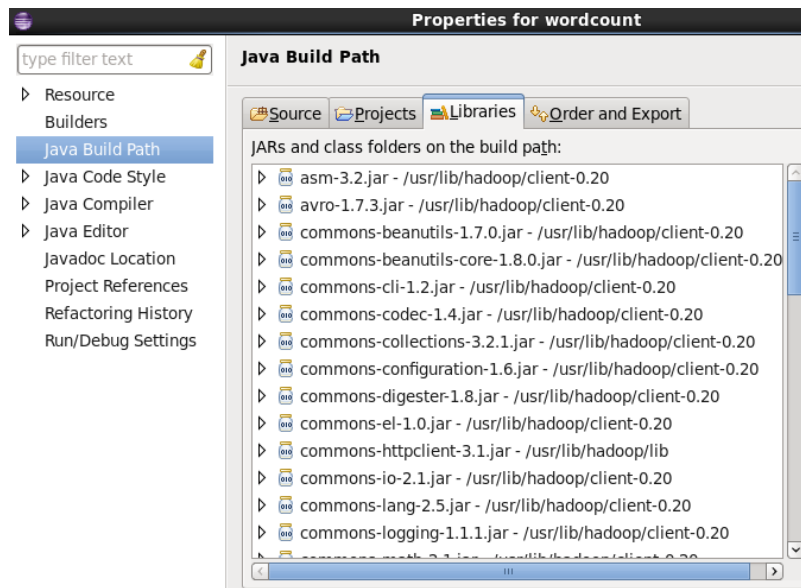 Properties for wordcount
type filter text
Resource
Builders
Java Build Path
Java Code Style
Java Compiler
Java Editor
Javadoc Location
Project References
Refactoring History
Run/Debug Settings
Java Build Path
Source Projects Libraries Order and Export
JARs and class folders on the build path:
asm-3.2.jar - /usr/lib/hadoop/client-0.20
avro-1.7.3.jar - /usr/lib/hadoop/client-0.20
commons-beanutils-1.7.0.jar - /usr/lib/hadoop/client-0.20
commons-beanutils-core-1.8.0.jar - /usr/lib/hadoop/client-0.20
commons-cli-1.2.jar - /usr/lib/hadoop/client-0.20
commons-codec-1.4.jar - /usr/lib/hadoop/client-0.20
commons-collections-3.2.1.jar - /usr/lib/hadoop/client-0.20
commons-configuration-1.6.jar - /usr/lib/hadoop/client-0.20
commons-digester-1.8.jar - /usr/lib/hadoop/client-0.20
commons-el-1.0.jar - /usr/lib/hadoop/client-0.20
commons-httpclient-3.1.jar - /usr/lib/hadoop/lib
commons-io-2.1.jar - /usr/lib/hadoop/client-0.20
commons-lang-2.5.jar - /usr/lib/hadoop/client-0.20
commons-logging-1.1.1.jar - /usr/lib/hadoop/client-0.20